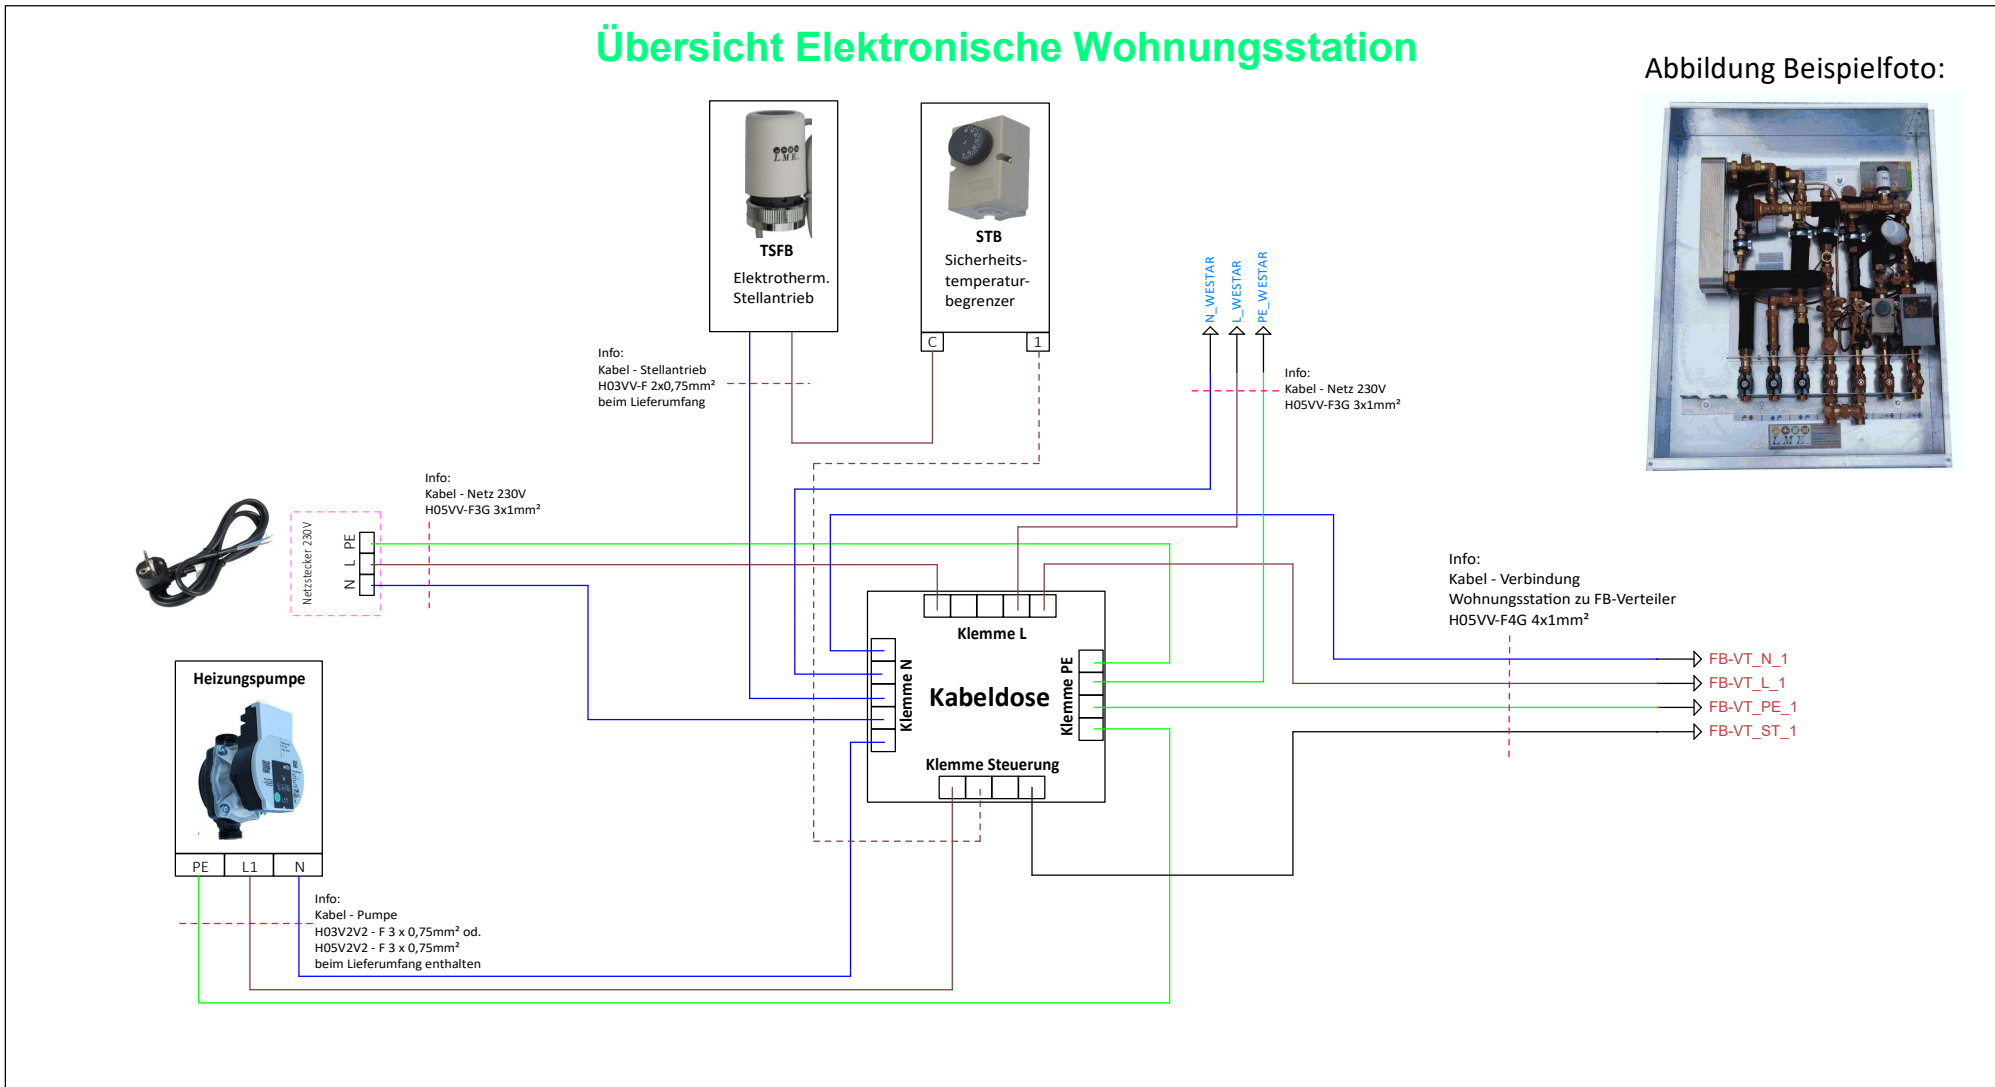 Übersicht Elektronische Wohnungsstation
Abbildung Beispielfoto:
LME
TSFB
Elektrotherm.
Stellantrieb
STB
Sicherheits-
temperatur-
begrenzer
C
1
N_WESTAR
L_WESTAR
PE_WESTAR
Info:
Kabel - Stellantrieb
H03VV-F 2x0,75mm²
beim Lieferumfang
Info:
Kabel - Netz 230V
H05VV-F3G 3x1mm²
LME
Info:
Kabel - Netz 230V
H05VV-F3G 3x1mm²
Netzstecker 230V
PE
L
N
Info:
Kabel - Verbindung
Wohnungsstation zu FB-Verteiler
H05VV-F4G 4x1mm²
Klemme L
Klemme N
Kabeldose
Klemme PE
Klemme Steuerung
FB-VT_N_1
FB-VT_L_1
FB-VT_PE_1
FB-VT_ST_1
Heizungspumpe
PE
L1
N
Info:
Kabel - Pumpe
H03V2V2 - F 3 x 0,75mm² od.
H05V2V2 - F 3 x 0,75mm²
beim Lieferumfang enthalten